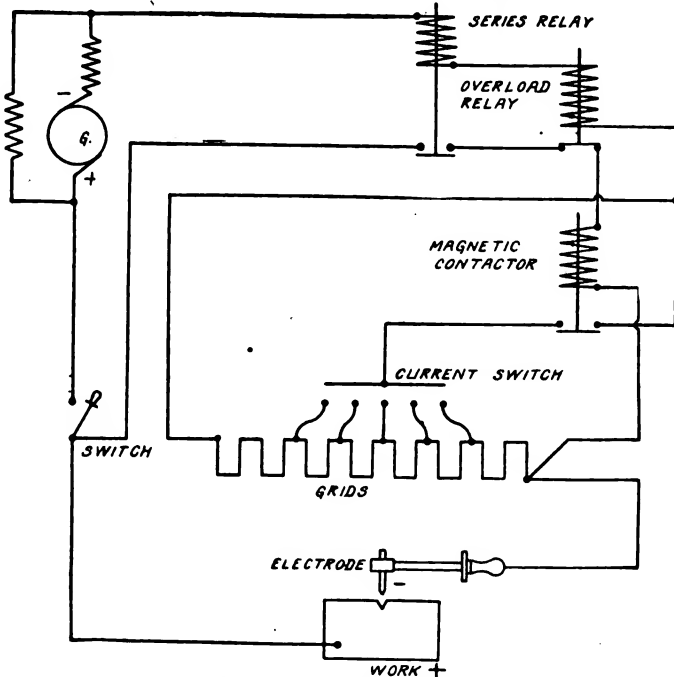 SERIES RELAY
OVERLOAD
RELAY
-
G.
+
MAGNETIC
CONTACTOR
CURRENT SWITCH
SWITCH
GRIDS
ELECTRODE
-
WORK +